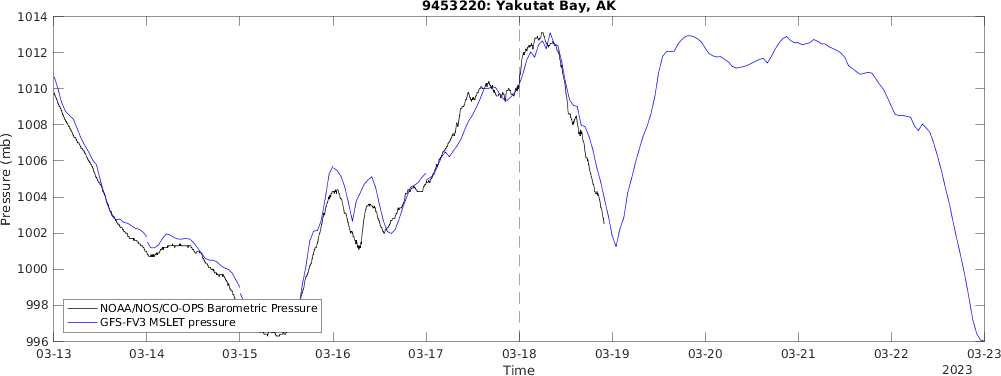 9453220: Yakutat Bay, AK
1014
1012
1010
1008
1006
1004
1002
1000
998
996
Pressure (mb)
NOAA/NOS/CO-OPS Barometric Pressure
GFS-FV3 MSLET pressure
03-13 03-14 03-15 03-16 03-17 03-18 03-19 03-20 03-21 03-22 03-23
Time
2023